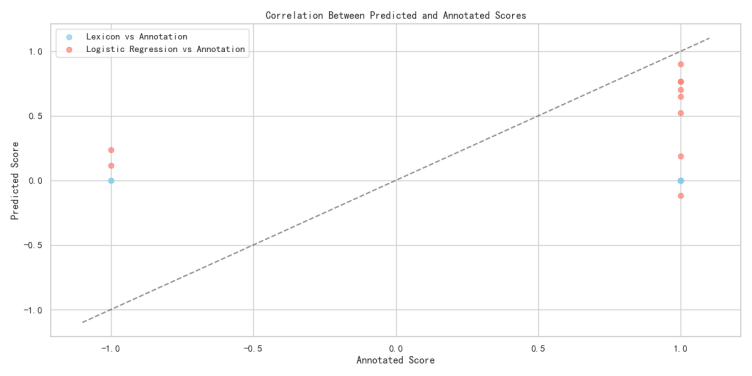 Correlation Between Predicted and Annotated Scores
Lexicon vs Annotation
Logistic Regression vs Annotation
1.0
0.5
0.0
−0.5
−1.0
Predicted Score
−1.0 −0.5 0.0 0.5 1.0
Annotated Score